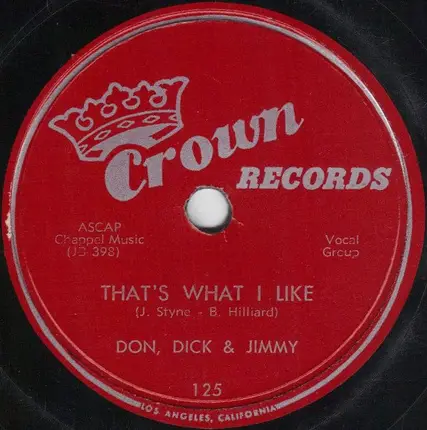 Crown
RECORDS
ASCAP
Chappel Music
(JB 398)
Vocal
Group
THAT'S WHAT I LIKE
(J. Styne - B. Hilliard)
DON, DICK & JIMMY
125
LOS ANGELES, CALIFORNIA